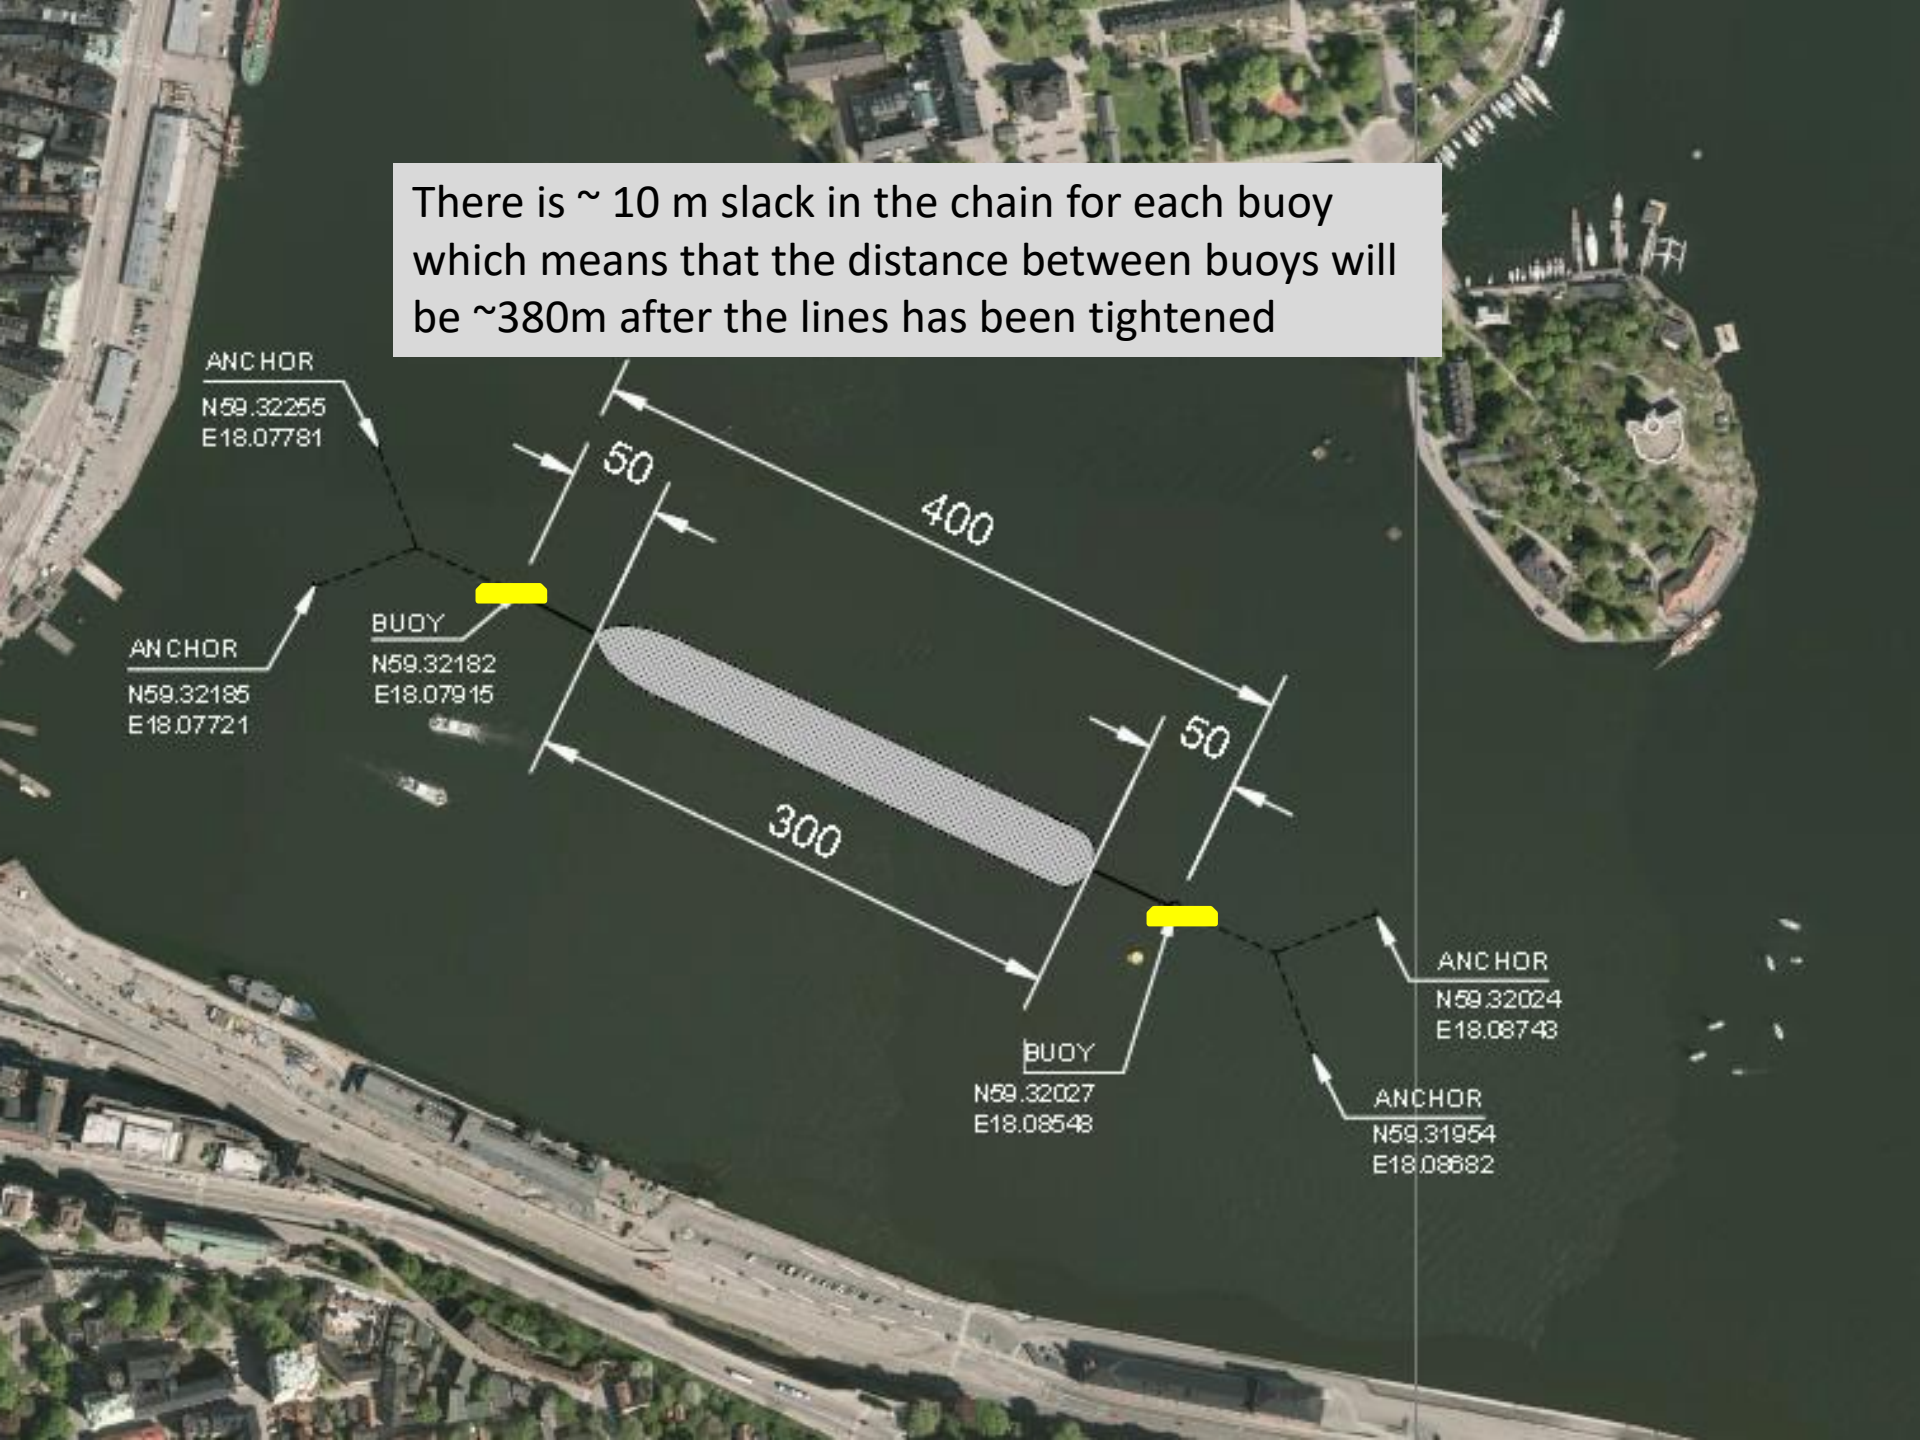 There is ~ 10 m slack in the chain for each buoy
which means that the distance between buoys will
be ~380m after the lines has been tightened
ANCHOR
N59.32255
E18.07781
50
400
BUOY
N59.32182
E18.07915
ANCHOR
N59.32185
E18.07721
50
300
ANCHOR
N59.32024
E18.08743
BUOY
N59.32027
E18.08548
ANCHOR
N59.31954
E18.08682